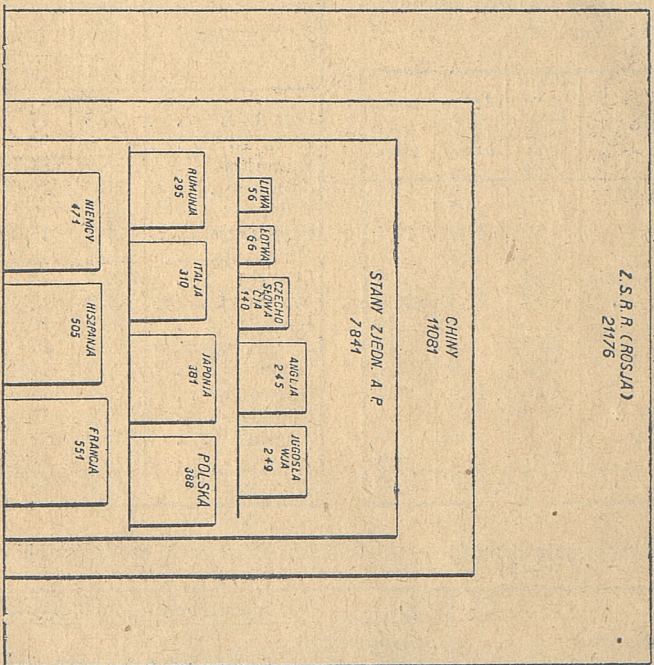 Z.S.R.R. (ROSJA)
21176
CHINY
11081
STANY ZJEDN. A. P.
7841
LITWA
56
ŁOTWA
66
CZECHO
SŁOWA
CJA
140
ANGLJA
245
JUGOSŁA
WJA
249
RUMUNJA
295
ITALJA
310
JAPONJA
381
POLSKA
388
NIEMCY
471
HISZPANJA
505
FRANCJA
551